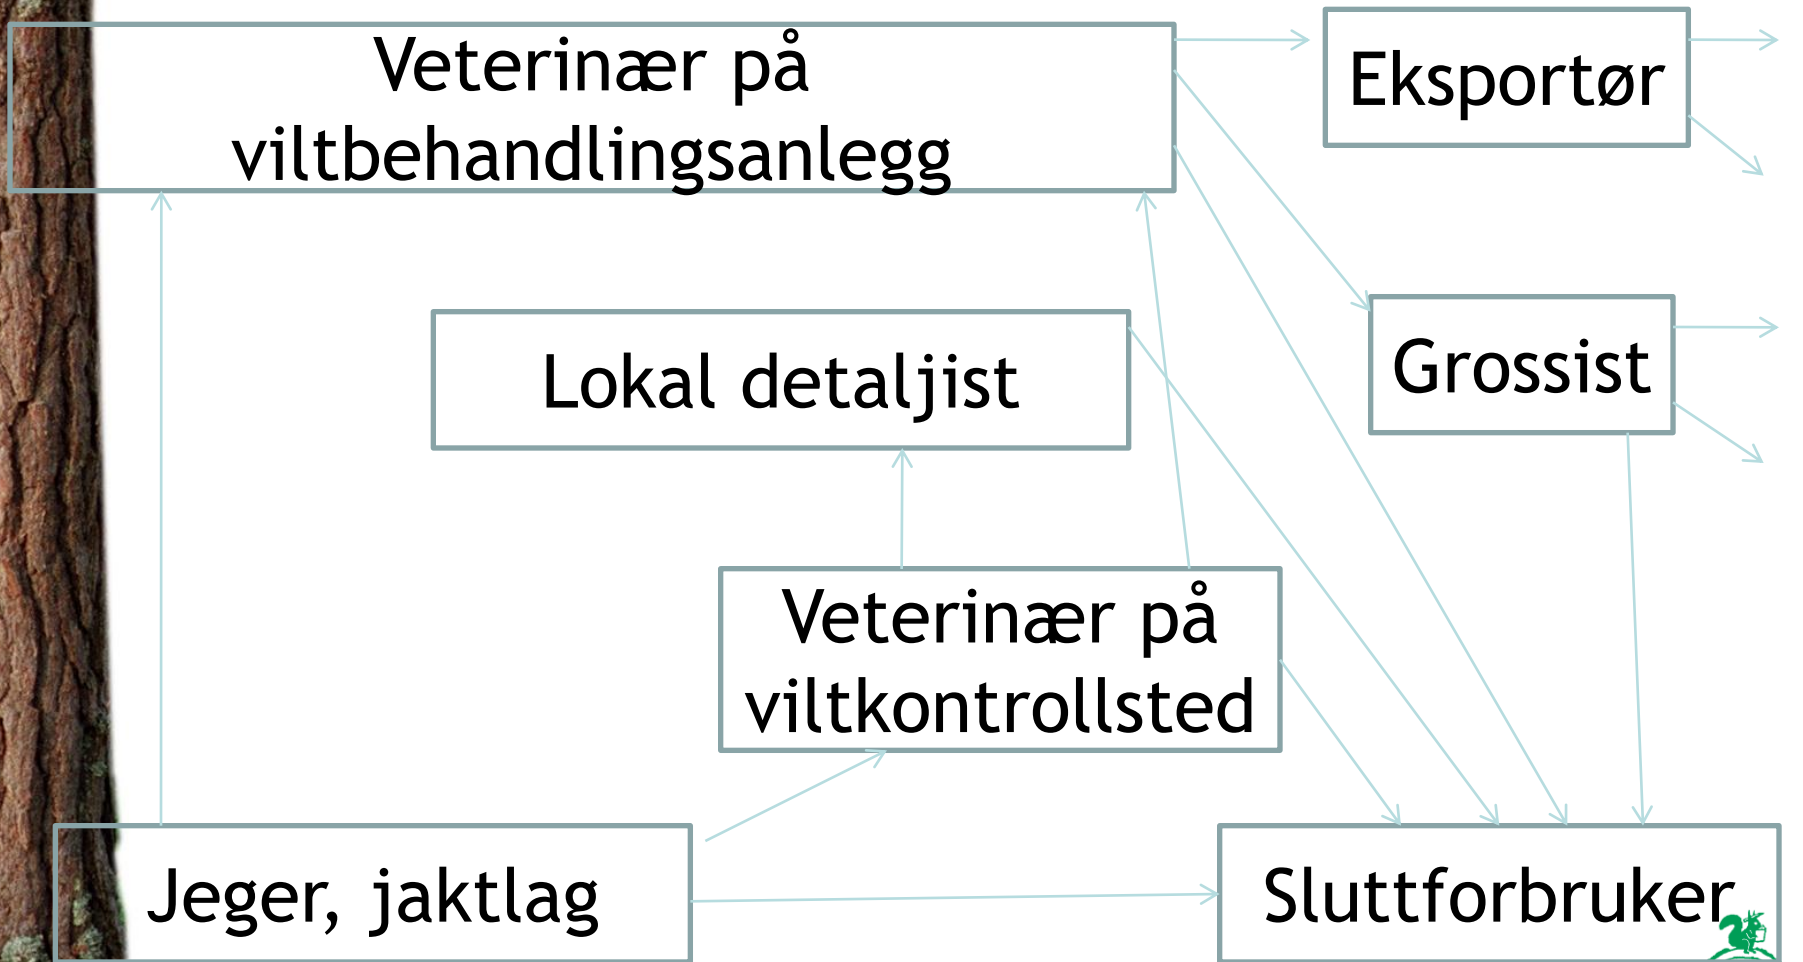 Veterinær på
viltbehandlingsanlegg
Eksportør
Lokal detaljist
Grossist
Veterinær på
viltkontrollsted
Jeger, jaktlag
Sluttforbruker